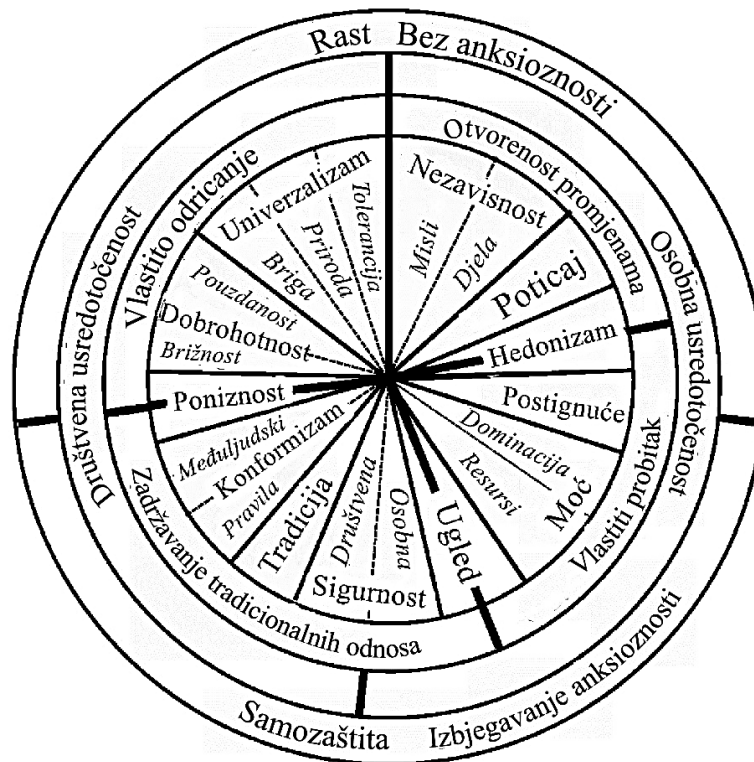 Rast Bez anksioznosti
Društvena usredotočenost
Osobna usredotočenost
Vlastito odricanje
Otvorenost promjenama
Univerzalizam
Tolerancija
Priroda
Briga
Nezavisnost
Misli
Djela
Poticaj
Hedonizam
Pouzdanost
Dobrohotnost
Brižnost
Poniznost
Postignuće
Dominacija
Moć
Resursi
Međuljudski
Konformizam
Pravila
Tradicija
Društvena
Sigurnost
Osobna
Ugled
Zadržavanje tradicionalnih odnosa
Vlastiti probitak
Samozaštita Izbjegavanje anksioznosti